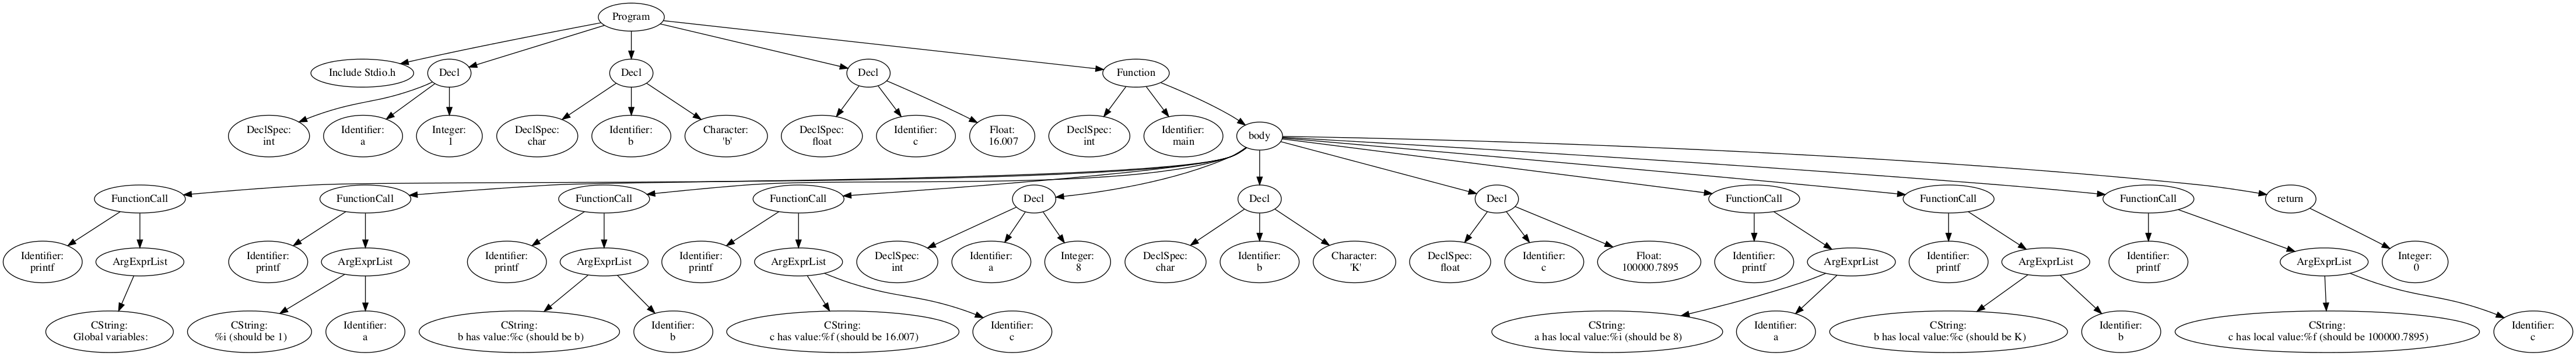 Program
Include Stdio.h
Decl
Decl
Decl
Function
DeclSpec:
int
Identifier:
a
Integer:
1
DeclSpec:
char
Identifier:
b
Character:
'b'
DeclSpec:
float
Identifier:
c
Float:
16.007
DeclSpec:
int
Identifier:
main
body
FunctionCall
FunctionCall
FunctionCall
FunctionCall
Decl
Decl
Decl
FunctionCall
FunctionCall
FunctionCall
return
Identifier:
printf
ArgExprList
Identifier:
printf
ArgExprList
Identifier:
printf
ArgExprList
Identifier:
printf
ArgExprList
DeclSpec:
int
Identifier:
a
Integer:
8
DeclSpec:
char
Identifier:
b
Character:
'K'
DeclSpec:
float
Identifier:
c
Float:
100000.7895
Identifier:
printf
ArgExprList
Identifier:
printf
ArgExprList
Identifier:
printf
ArgExprList
Integer:
0
CString:
Global variables:
CString:
%i (should be 1)
Identifier:
a
CString:
b has value:%c (should be b)
Identifier:
b
CString:
c has value:%f (should be 16.007)
Identifier:
c
CString:
a has local value:%i (should be 8)
Identifier:
a
CString:
b has local value:%c (should be K)
Identifier:
b
CString:
c has local value:%f (should be 100000.7895)
Identifier:
c